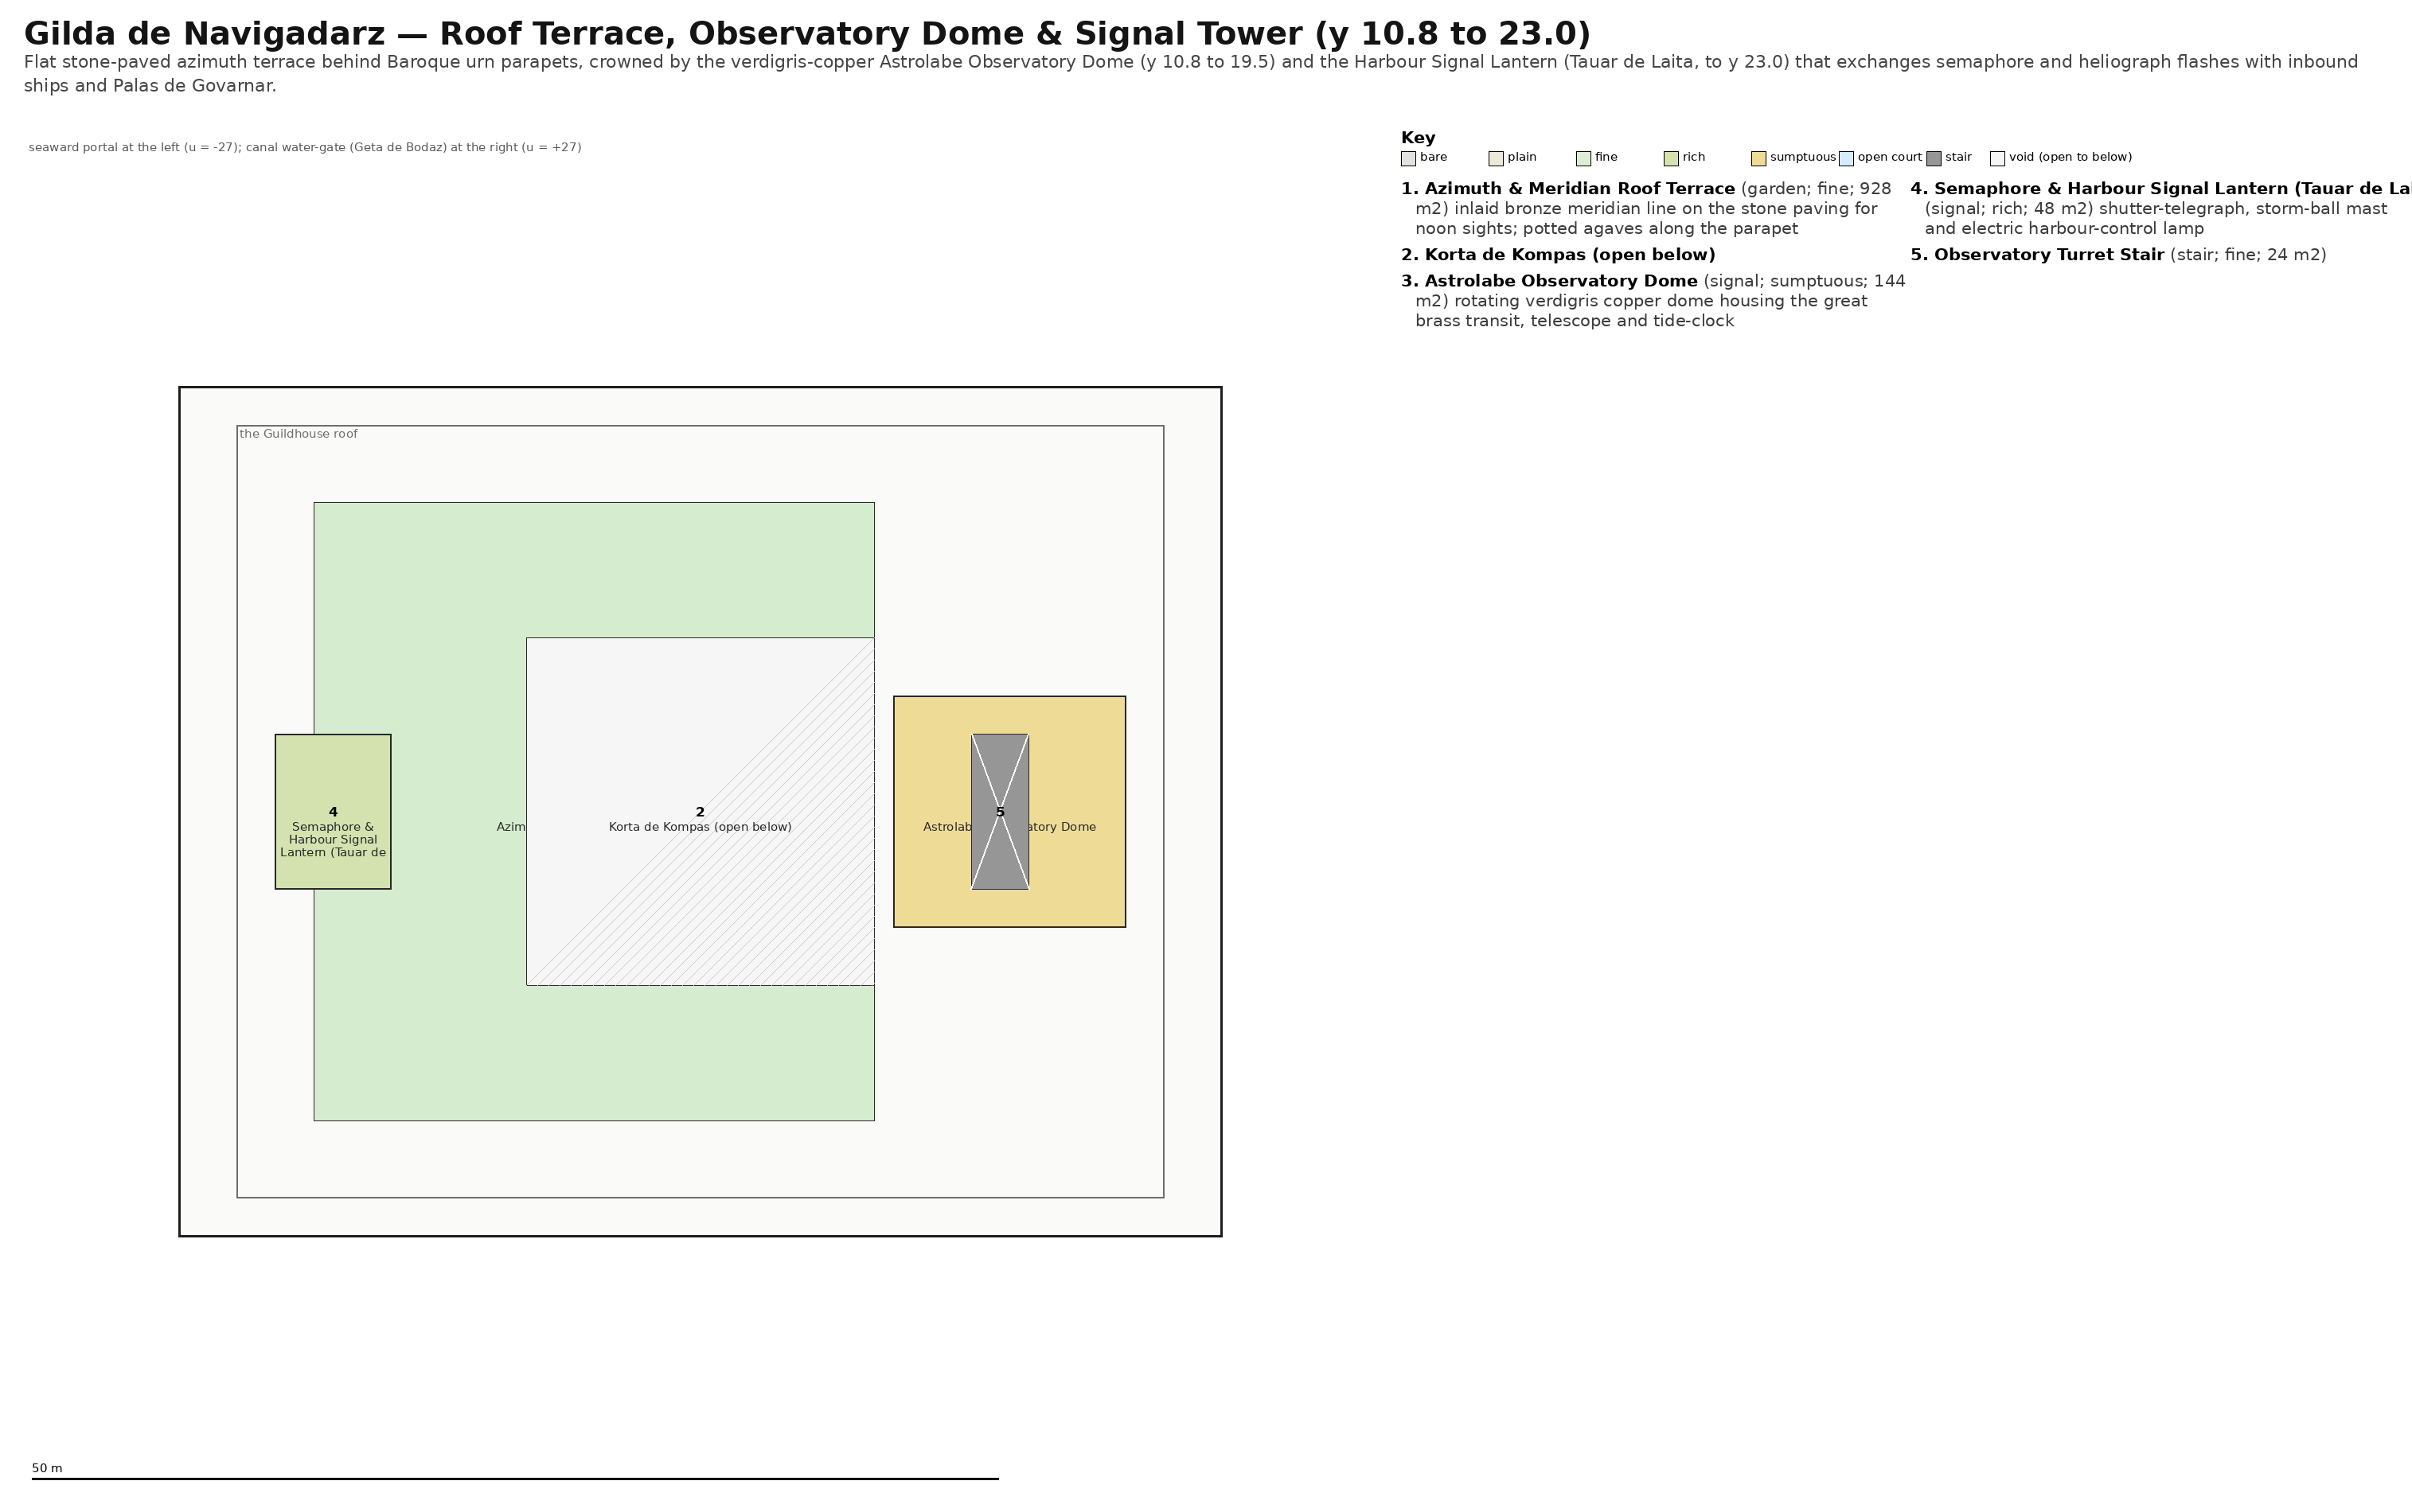 Gilda de Navigadarz — Roof Terrace, Observatory Dome & Signal Tower (y 10.8 to 23.0)
Flat stone-paved azimuth terrace behind Baroque urn parapets, crowned by the verdigris-copper Astrolabe Observatory Dome (y 10.8 to 19.5) and the Harbour Signal Lantern (Tauar de Laita, to y 23.0) that exchanges semaphore and heliograph flashes with inbound
ships and Palas de Govarnar.
seaward portal at the left (u = -27); canal water-gate (Geta de Bodaz) at the right (u = +27)
Key
bare plain fine rich sumptuous open court stair void (open to below)
1. Azimuth & Meridian Roof Terrace (garden; fine; 928
m2) inlaid bronze meridian line on the stone paving for
noon sights; potted agaves along the parapet
2. Korta de Kompas (open below)
3. Astrolabe Observatory Dome (signal; sumptuous; 144
m2) rotating verdigris copper dome housing the great
brass transit, telescope and tide-clock
4. Semaphore & Harbour Signal Lantern (Tauar de Lai
(signal; rich; 48 m2) shutter-telegraph, storm-ball mast
and electric harbour-control lamp
5. Observatory Turret Stair (stair; fine; 24 m2)
the Guildhouse roof
4
Semaphore &
Harbour Signal
Lantern (Tauar de
Azim
2
Korta de Kompas (open below)
5
Astrolab atory Dome
50 m